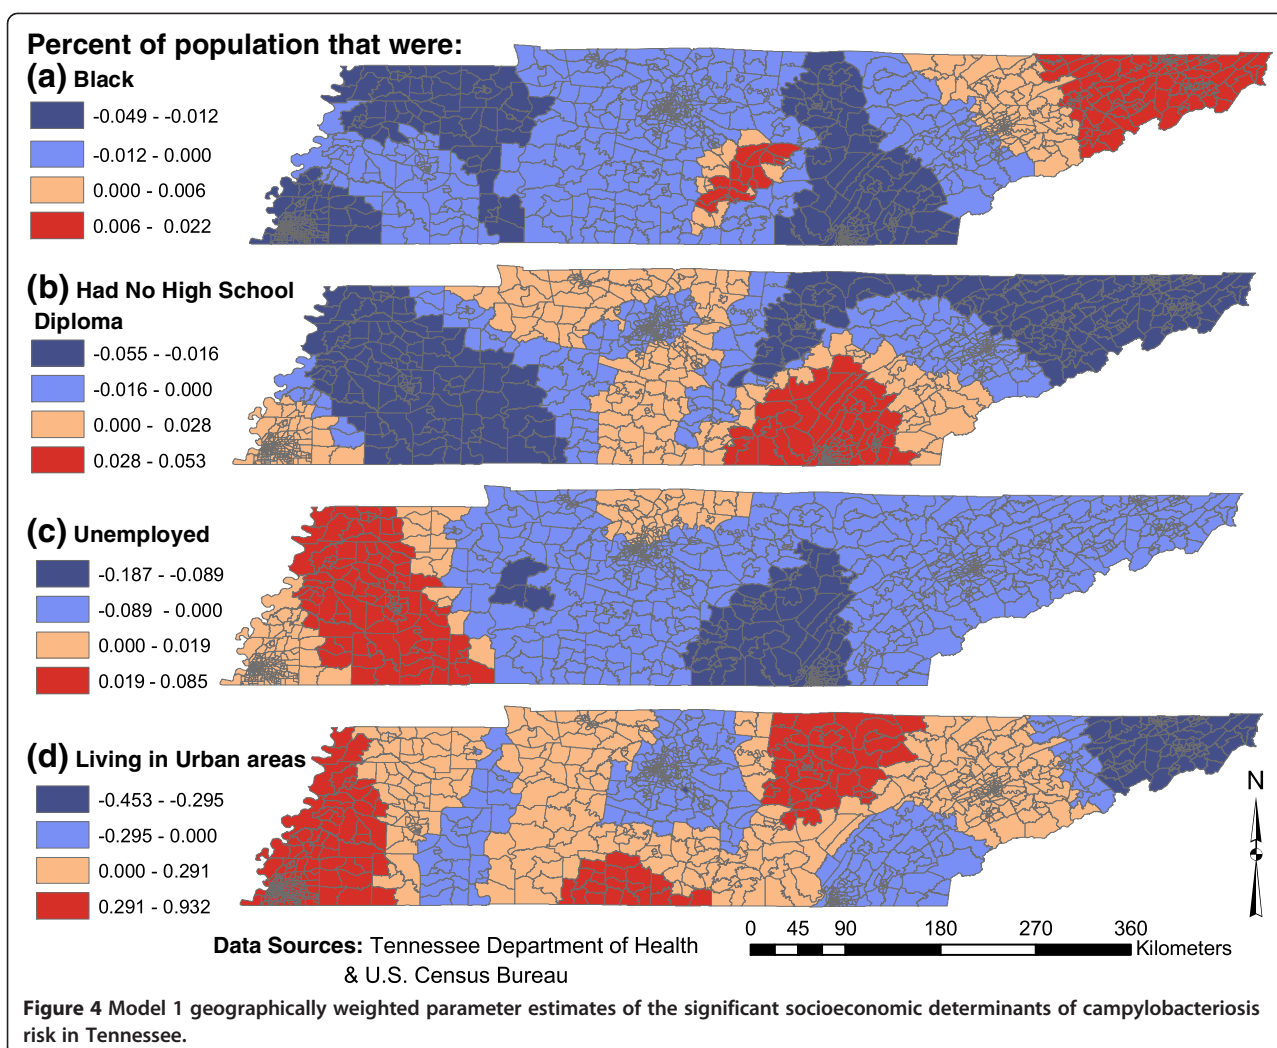 Percent of population that were:
(a) Black
-0.049 - -0.012
-0.012 - 0.000
0.000 - 0.006
0.006 - 0.022
(b) Had No High School
Diploma
-0.055 - -0.016
-0.016 - 0.000
0.000 - 0.028
0.028 - 0.053
(c) Unemployed
-0.187 - -0.089
-0.089 - 0.000
0.000 - 0.019
0.019 - 0.085
(d) Living in Urban areas
-0.453 - -0.295
-0.295 - 0.000
0.000 - 0.291
0.291 - 0.932
N
0 45 90 180 270 360
Kilometers
Data Sources: Tennessee Department of Health
& U.S. Census Bureau
Figure 4 Model 1 geographically weighted parameter estimates of the significant socioeconomic determinants of campylobacteriosis
risk in Tennessee.